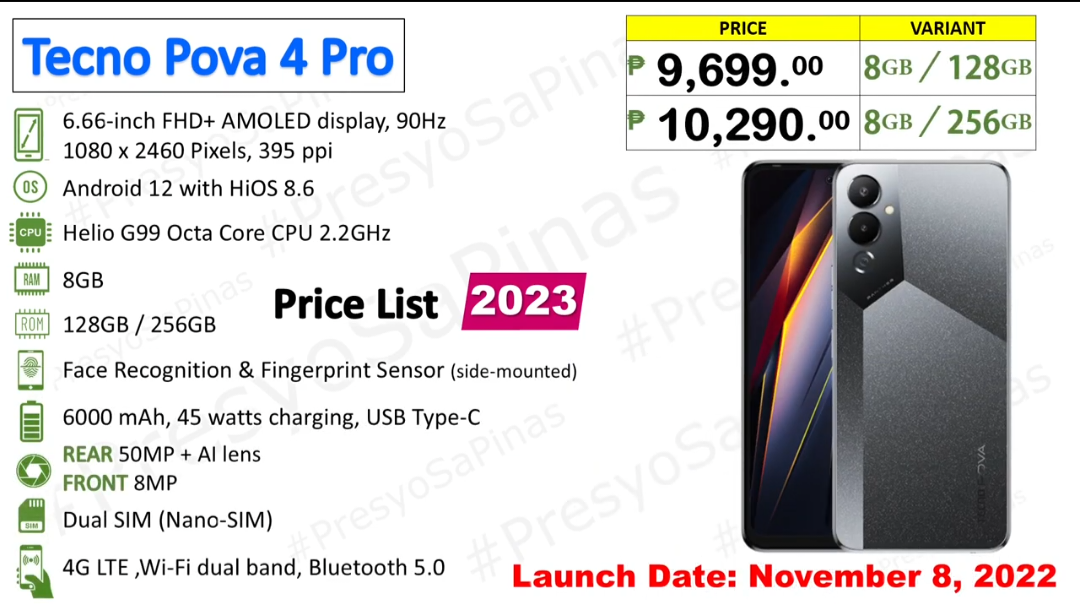 Tecno Pova 4 Pro
PRICE VARIANT
₱ 9,699.00 8GB / 128GB
₱ 10,290.00 8GB / 256GB
6.66-inch FHD+ AMOLED display, 90Hz
1080 x 2460 Pixels, 395 ppi
OS Android 12 with HiOS 8.6
CPU Helio G99 Octa Core CPU 2.2GHz
RAM 8GB
Price List 2023
ROM 128GB / 256GB
Face Recognition & Fingerprint Sensor (side-mounted)
6000 mAh, 45 watts charging, USB Type-C
REAR 50MP + AI lens
FRONT 8MP
SIM Dual SIM (Nano-SIM)
4G LTE ,Wi-Fi dual band, Bluetooth 5.0
Launch Date: November 8, 2022
#PresyoSaPinas
#PresyoSaPinas
#PresyoSaPinas
#PresyoSaPinas